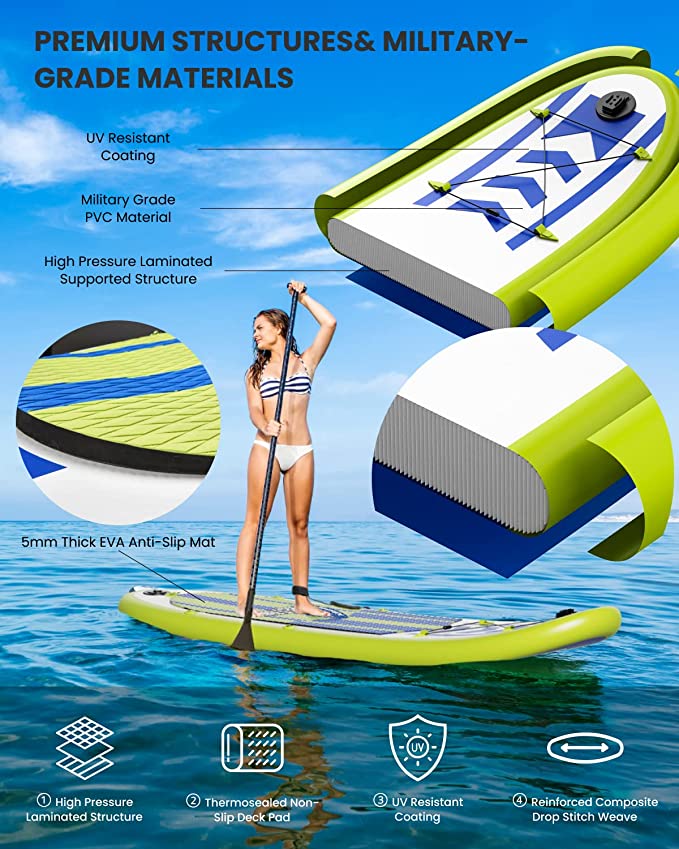 PREMIUM STRUCTURES& MILITARY-
GRADE MATERIALS
UV Resistant
Coating
Military Grade
PVC Material
High Pressure Laminated
Supported Structure
5mm Thick EVA Anti-Slip Mat
UV
① High Pressure
Laminated Structure
② Thermosealed Non-
Slip Deck Pad
③ UV Resistant
Coating
④ Reinforced Composite
Drop Stitch Weave